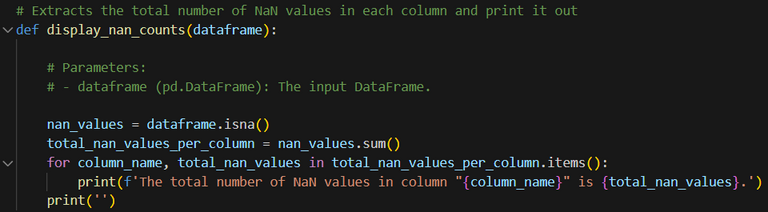 # Extracts the total number of NaN values in each column and print it out
def display_nan_counts(dataframe):
# Parameters:
# - dataframe (pd.DataFrame): The input DataFrame.
nan_values = dataframe.isna()
total_nan_values_per_column = nan_values.sum()
for column_name, total_nan_values in total_nan_values_per_column.items():
print(f'The total number of NaN values in column "{column_name}" is {total_nan_values}.')
print('')